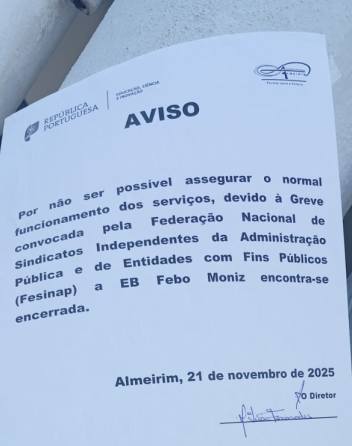 REPÚBLICA
PORTUGUESA
EDUCAÇÃO, CIÊNCIA
E INOVAÇÃO
AVISO
Por não ser possível assegurar o normal
funcionamento dos serviços, devido à Greve
convocada pela Federação Nacional de
Sindicatos Independentes da Administração
Pública e de Entidades com Fins Públicos
(Fesinap) a EB Febo Moniz encontra-se
encerrada.
Almeirim, 21 de novembro de 2025
O Diretor